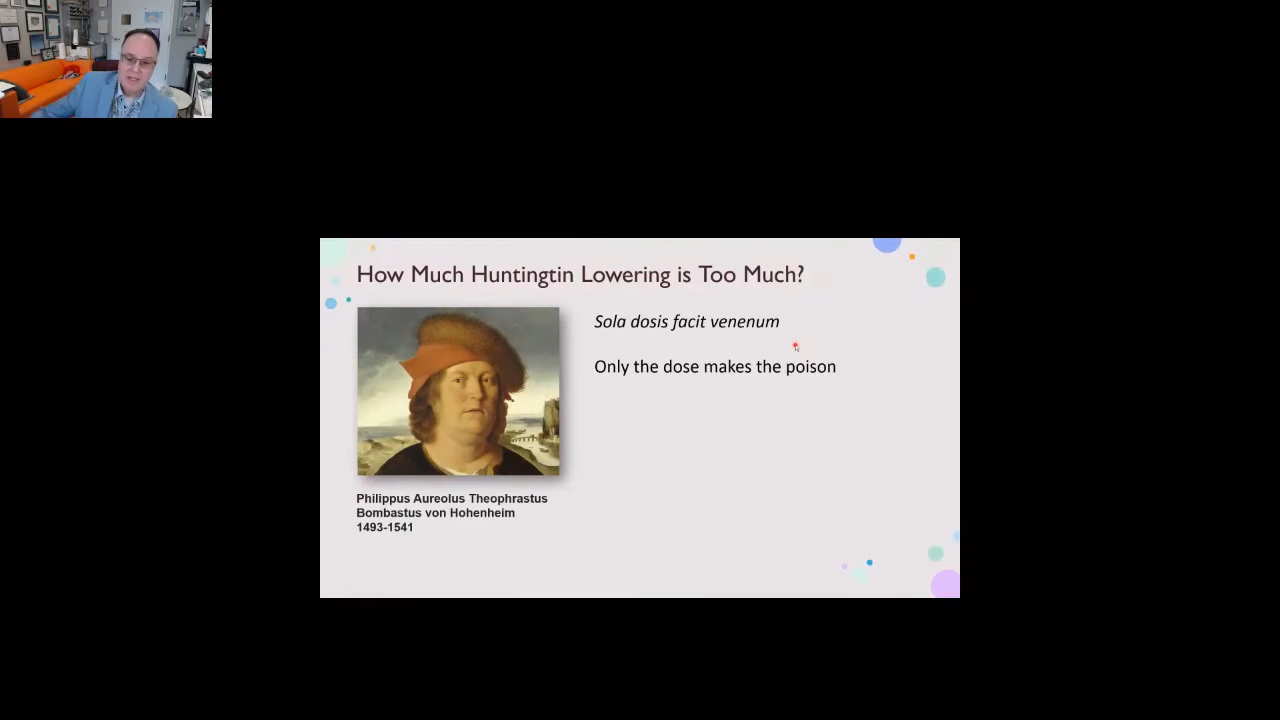 How Much Huntingtin Lowering is Too Much?
Sola dosis facit venenum
Only the dose makes the poison
Philippus Aureolus Theophrastus
Bombastus von Hohenheim
1493-1541